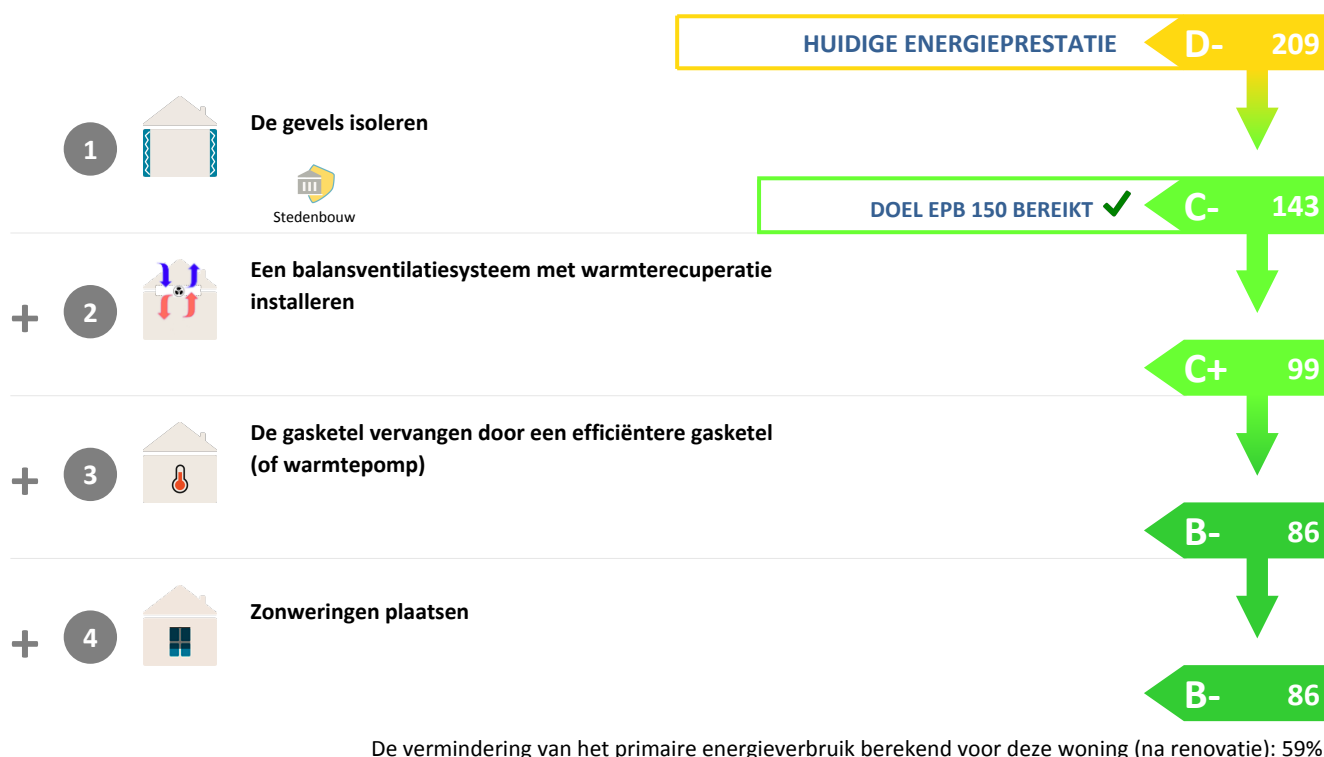 HUIDIGE ENERGIEPRESTATIE D- 209
1 De gevels isoleren
Stedenbouw
DOEL EPB 150 BEREIKT ✔ C- 143
+ 2 Een balansventilatiesysteem met warmterecuperatie
installeren
C+ 99
+ 3 De gasketel vervangen door een efficiëntere gasketel
(of warmtepomp)
B- 86
+ 4 Zonweringen plaatsen
B- 86
De vermindering van het primaire energieverbruik berekend voor deze woning (na renovatie): 59%